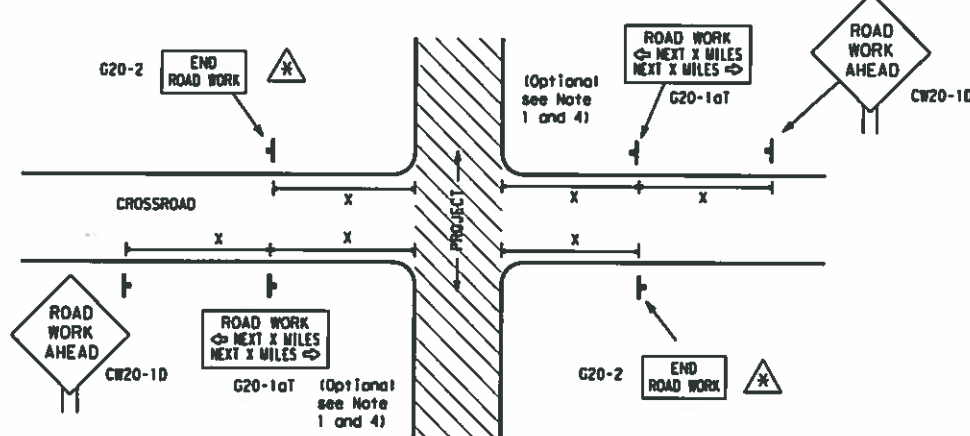 G20-2
END
ROAD WORK
*
(Optional
see Note
1 and 4)
ROAD WORK
⇦ NEXT X MILES
NEXT X MILES ⇨
G20-1aT
ROAD
WORK
AHEAD
CW20-1D
X
X
X
CROSSROAD
PROJECT
X
X
X
ROAD
WORK
AHEAD
CW20-1D
ROAD WORK
⇦ NEXT X MILES
NEXT X MILES ⇨
G20-1aT
(Optional
see Note
1 and 4)
G20-2
END
ROAD WORK
*